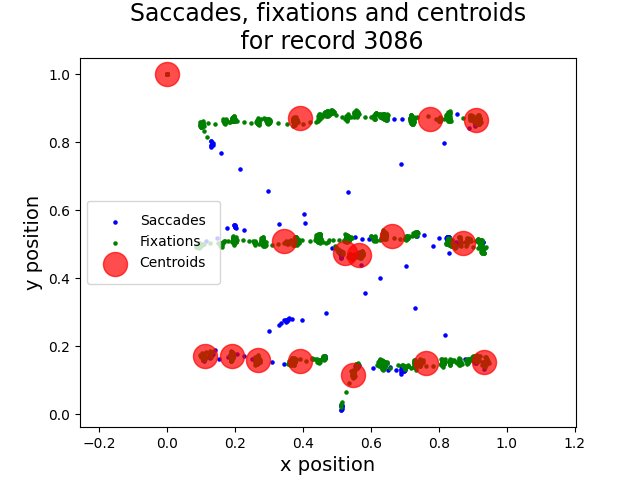 Saccades, fixations and centroids
for record 3086
y position
1.0
0.8
0.6
0.4
0.2
0.0
Saccades
Fixations
Centroids
−0.2
0.0
0.2
0.4
0.6
0.8
1.0
1.2
x position